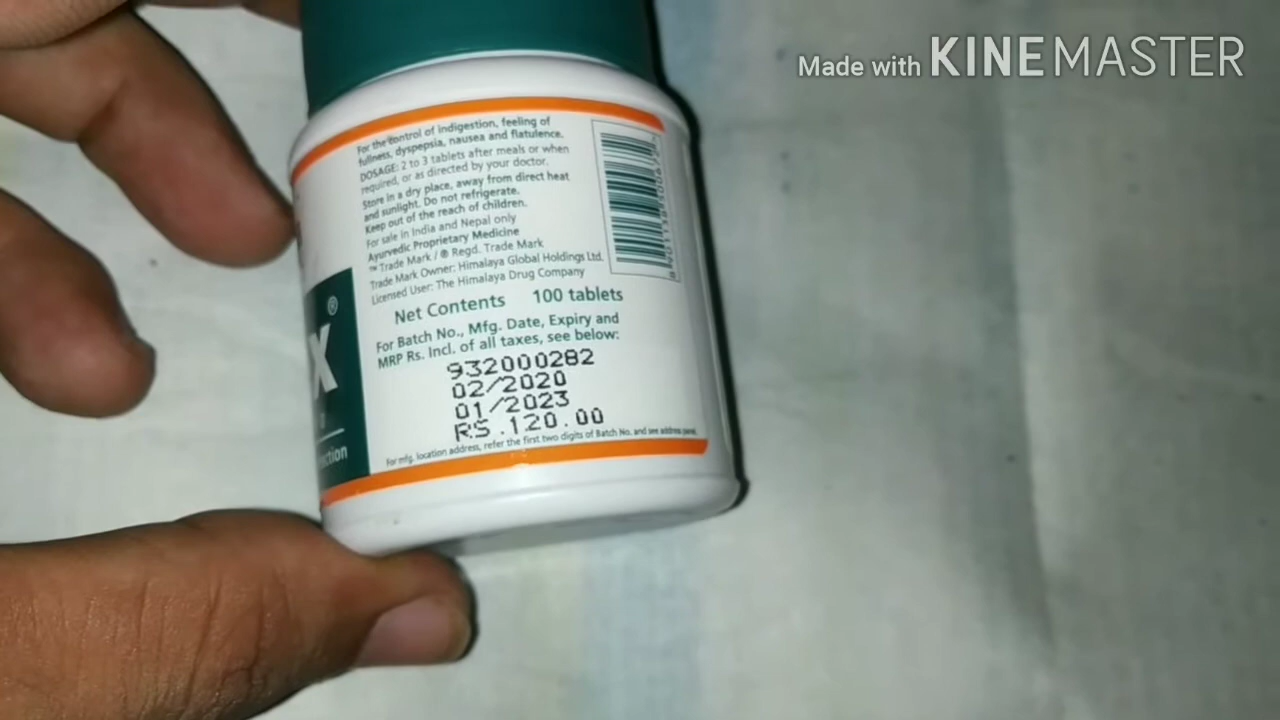 Made with KINEMASTER
For the control of indigestion, feeling of
fullness, dyspepsia, nausea and flatulence.
DOSAGE: 2 to 3 tablets after meals or when
required, or as directed by your doctor.
Store in a dry place, away from direct heat
and sunlight. Do not refrigerate.
Keep out of the reach of children.
For sale in India and Nepal only
Ayurvedic Proprietary Medicine
™ Trade Mark / ® Regd. Trade Mark
Trade Mark Owner: Himalaya Global Holdings Ltd.
Licensed User: The Himalaya Drug Company
Net Contents 100 tablets
For Batch No., Mfg. Date, Expiry and
MRP Rs. Incl. of all taxes, see below:
932000282
02/2020
01/2023
RS.120.00
For mfg. location address, refer the first two digits of Batch No. and see address panel.
X®